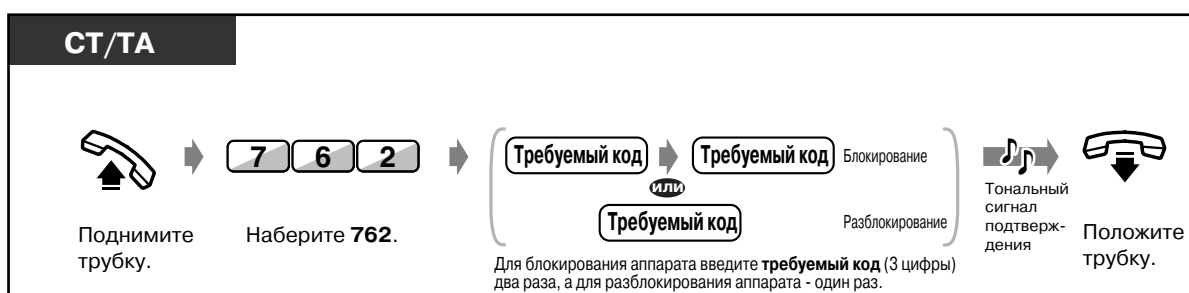 СТ/ТА
7 6 2
Требуемый код Требуемый код Блокирование
или
Требуемый код Разблокирование
Поднимите
трубку.
Наберите 762.
Для блокирования аппарата введите требуемый код (3 цифры)
два раза, а для разблокирования аппарата - один раз.
Тональный
сигнал
подтверж-
дения
Положите
трубку.